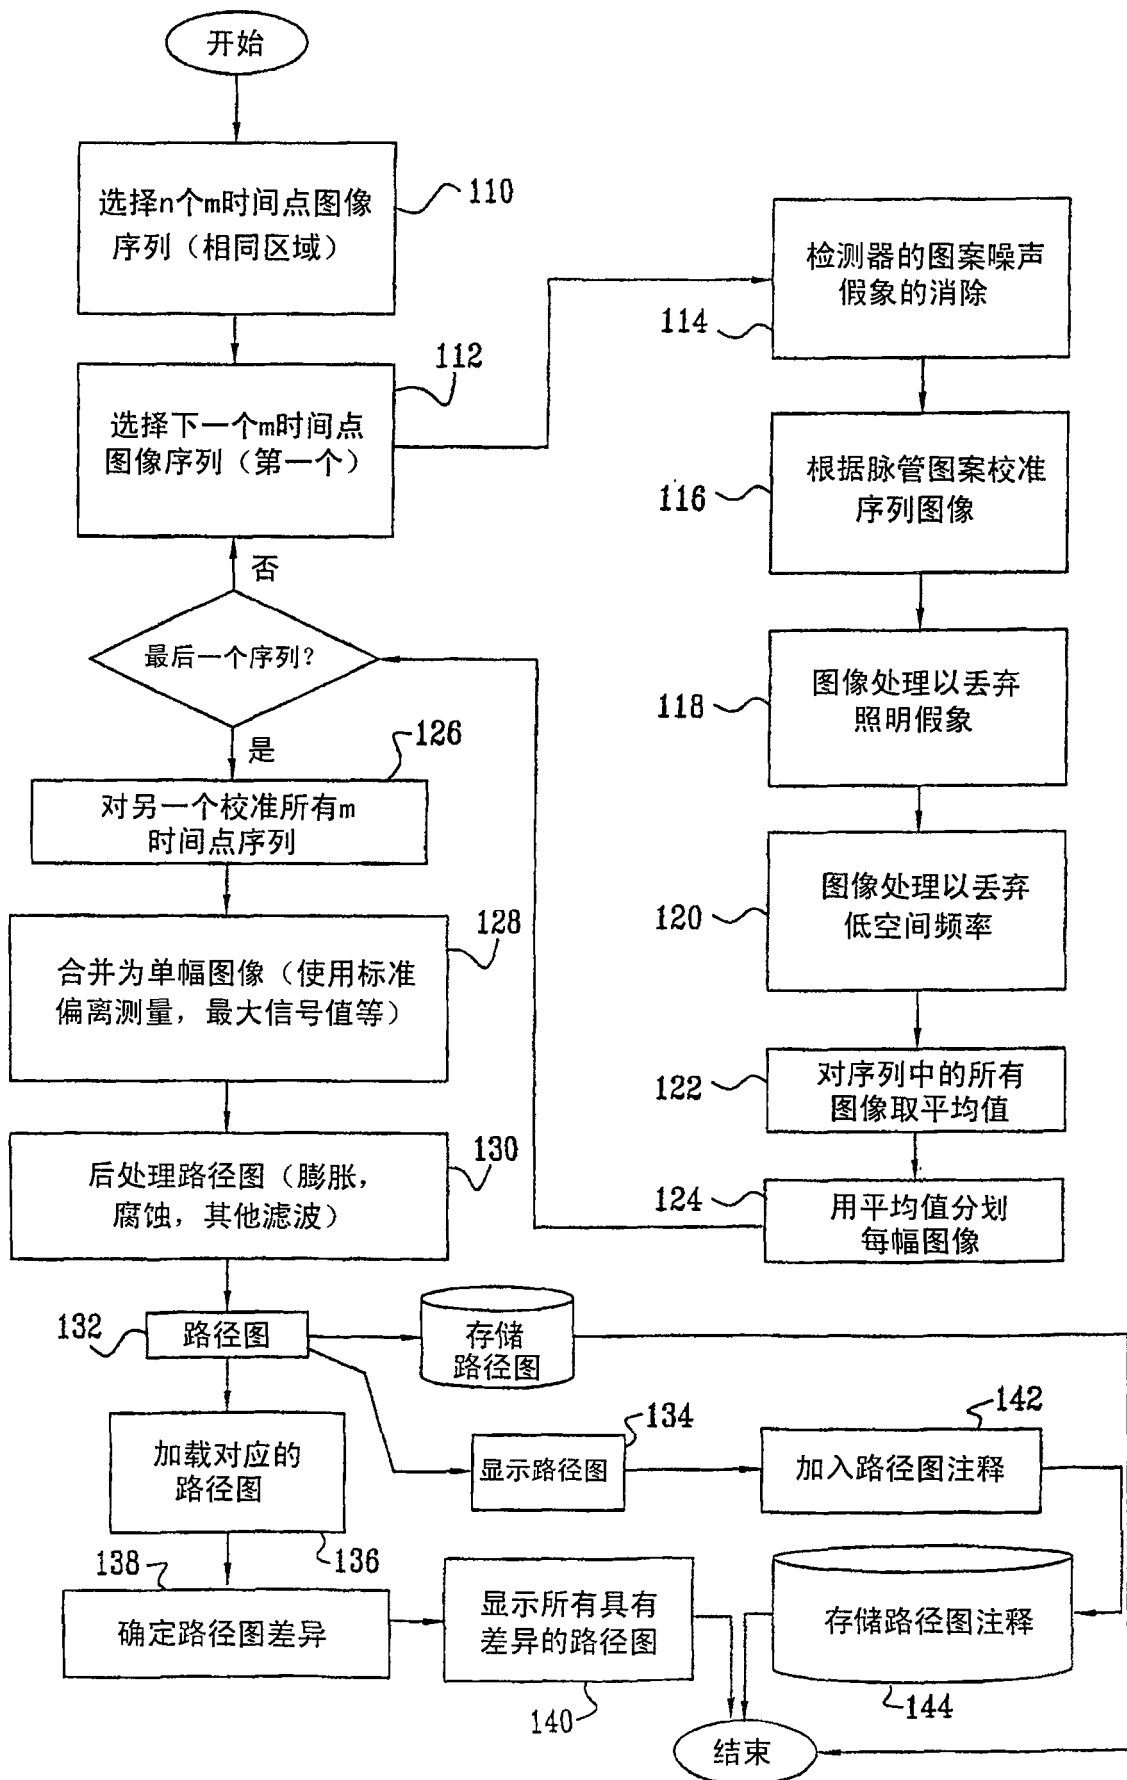 开始
选择n个m时间点图像
序列（相同区域）
110
选择下一个m时间点
图像序列（第一个）
112
检测器的图案噪声
假象的消除
114
根据脉管图案校准
序列图像
116
图像处理以丢弃
照明假象
118
图像处理以丢弃
低空间频率
120
对序列中的所有
图像取平均值
122
用平均值分划
每幅图像
124
否
最后一个序列？
是
126
对另一个校准所有m
时间点序列
128
合并为单幅图像（使用标准
偏离测量，最大信号值等）
130
后处理路径图（膨胀，
腐蚀，其他滤波）
132
路径图
存储
路径图
134
显示路径图
142
加入路径图注释
加载对应的
路径图
136
138
确定路径图差异
显示所有具有
差异的路径图
140
存储路径图注释
144
结束